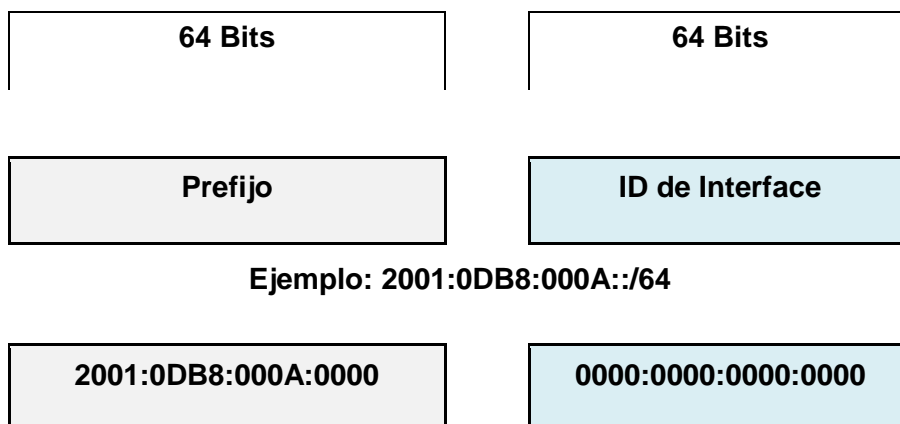 64 Bits
64 Bits
Prefijo
ID de Interface
Ejemplo: 2001:0DB8:000A::/64
2001:0DB8:000A:0000
0000:0000:0000:0000